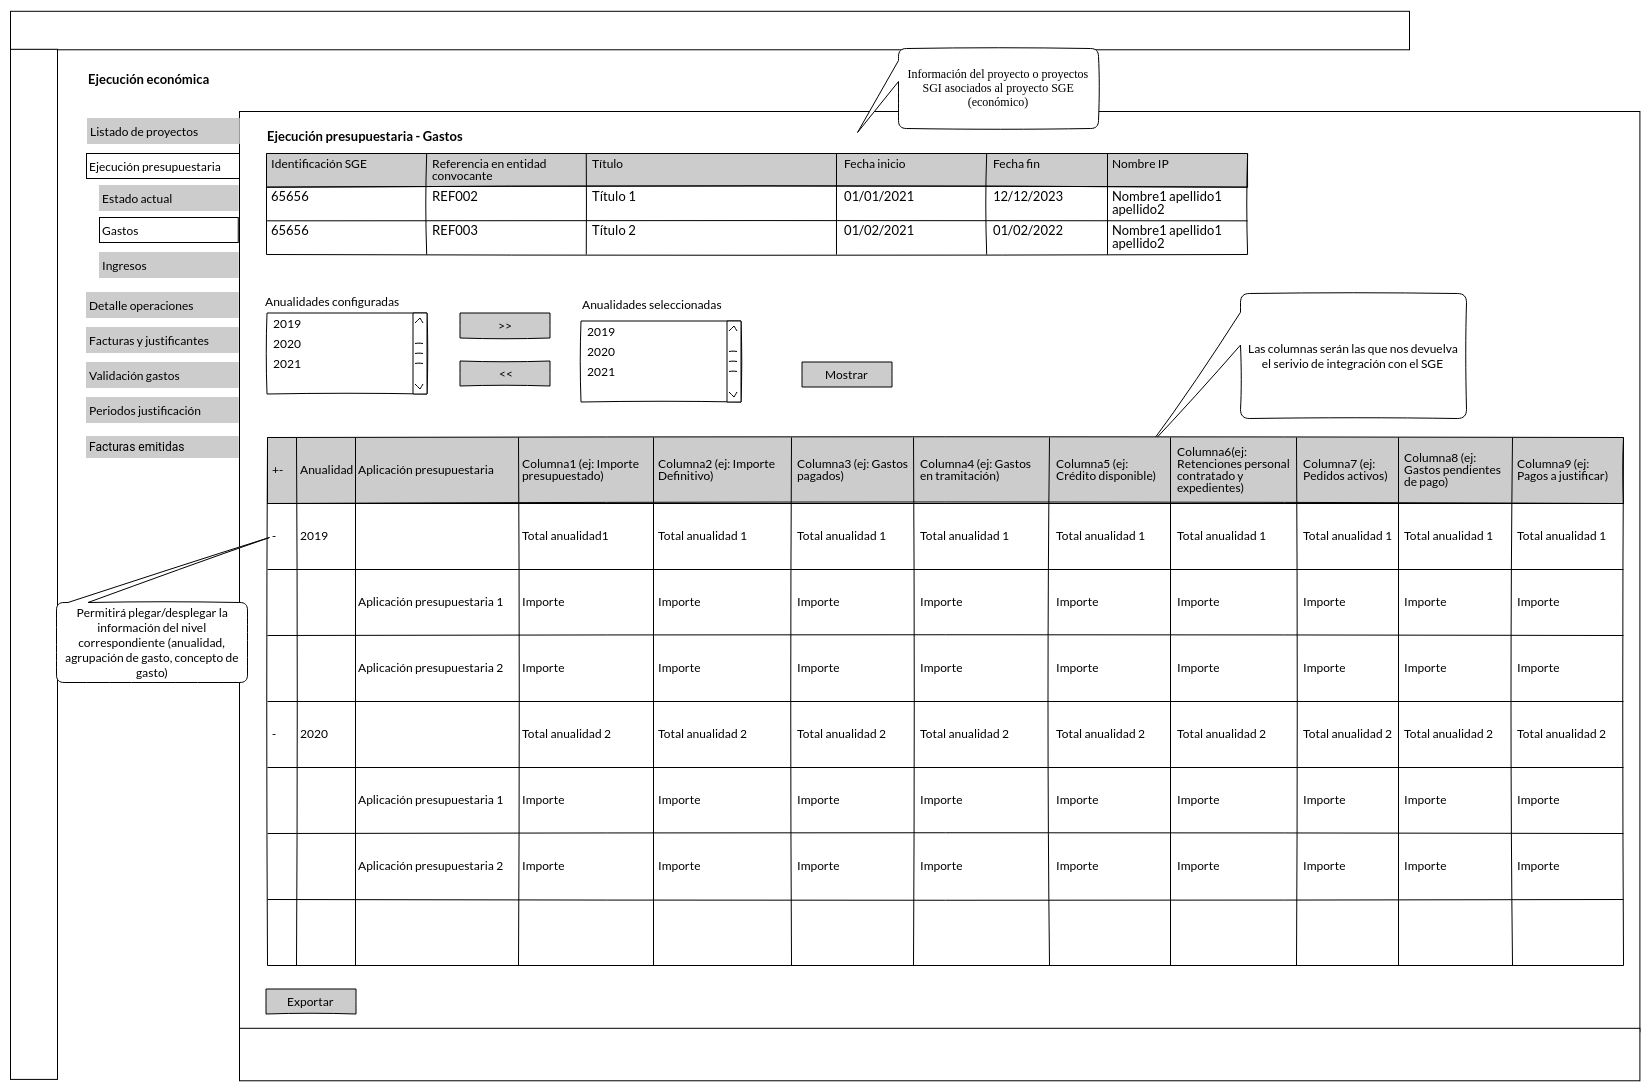 Ejecución económica
Información del proyecto o proyectos
SGI asociados al proyecto SGE
(económico)
Listado de proyectos
Ejecución presupuestaria
Estado actual
Gastos
Ingresos
Detalle operaciones
Facturas y justificantes
Validación gastos
Periodos justificación
Facturas emitidas
Ejecución presupuestaria - Gastos
Identificación SGE Referencia en entidad convocante Título Fecha inicio Fecha fin Nombre IP
65656 REF002 Título 1 01/01/2021 12/12/2023 Nombre1 apellido1 apellido2
65656 REF003 Título 2 01/02/2021 01/02/2022 Nombre1 apellido1 apellido2
Anualidades configuradas
2019
2020
2021
>>
<<
Anualidades seleccionadas
2019
2020
2021
Mostrar
Las columnas serán las que nos devuelva
el serivio de integración con el SGE
+- Anualidad Aplicación presupuestaria Columna1 (ej: Importe presupuestado) Columna2 (ej: Importe Definitivo) Columna3 (ej: Gastos pagados) Columna4 (ej: Gastos en tramitación) Columna5 (ej: Crédito disponible) Columna6(ej: Retenciones personal contratado y expedientes) Columna7 (ej: Pedidos activos) Columna8 (ej: Gastos pendientes de pago) Columna9 (ej: Pagos a justificar)
- 2019 Total anualidad1 Total anualidad 1 Total anualidad 1 Total anualidad 1 Total anualidad 1 Total anualidad 1 Total anualidad 1 Total anualidad 1 Total anualidad 1
Aplicación presupuestaria 1 Importe Importe Importe Importe Importe Importe Importe Importe Importe
Aplicación presupuestaria 2 Importe Importe Importe Importe Importe Importe Importe Importe Importe
- 2020 Total anualidad 2 Total anualidad 2 Total anualidad 2 Total anualidad 2 Total anualidad 2 Total anualidad 2 Total anualidad 2 Total anualidad 2 Total anualidad 2
Aplicación presupuestaria 1 Importe Importe Importe Importe Importe Importe Importe Importe Importe
Aplicación presupuestaria 2 Importe Importe Importe Importe Importe Importe Importe Importe Importe
Permitirá plegar/desplegar la
información del nivel
correspondiente (anualidad,
agrupación de gasto, concepto de
gasto)
Exportar